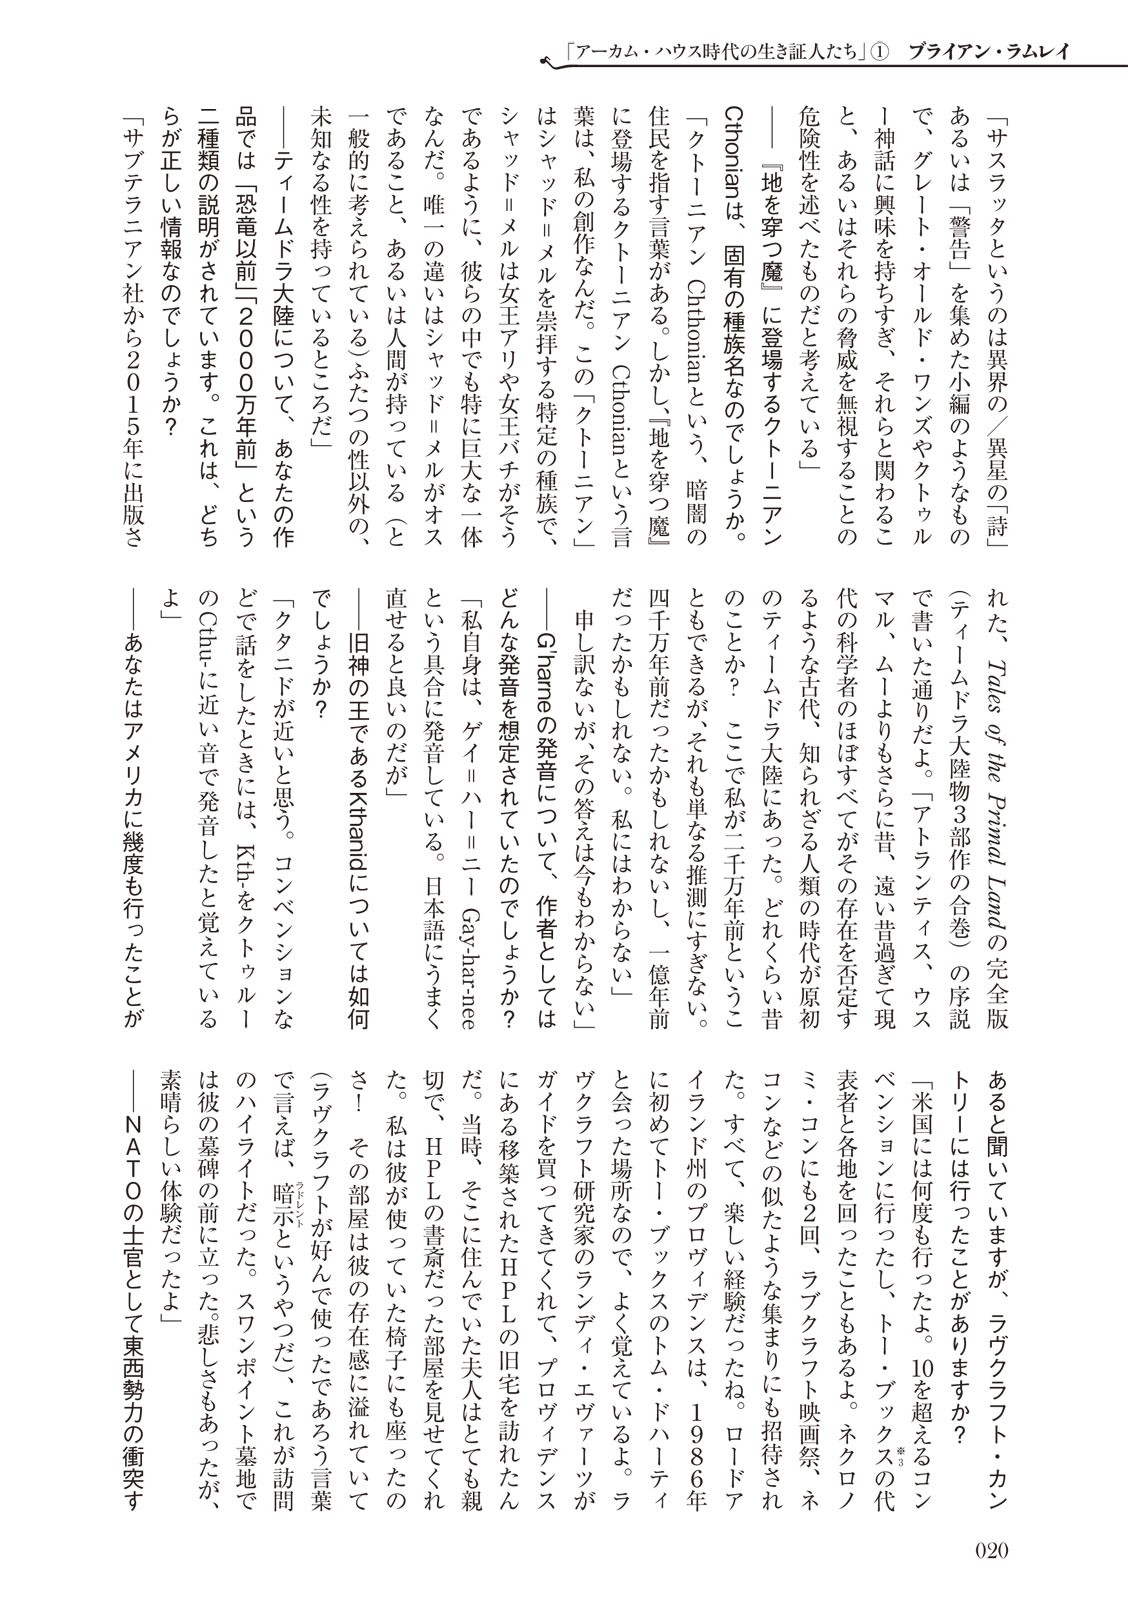 「アーカム・ハウス時代の生き証人たち」① ブライアン・ラムレイ
「サスラッタというのは異界の／異星の「詩」
あるいは「警告」を集めた小編のようなもの
で、グレート・オールド・ワンズやクトゥル
ー神話に興味を持ちすぎ、それらと関わるこ
と、あるいはそれらの脅威を無視することの
危険性を述べたものだと考えている」
――『地を穿つ魔』に登場するクトーニアン
Cthonianは、固有の種族名なのでしょうか。
「クトーニアン Chthonianという、暗闇の
住民を指す言葉がある。しかし、『地を穿つ魔』
に登場するクトーニアン Cthonianという言
葉は、私の創作なんだ。この「クトーニアン」
はシャッド＝メルを崇拝する特定の種族で、
シャッド＝メルは女王アリや女王バチがそう
であるように、彼らの中でも特に巨大な一体
なんだ。唯一の違いはシャッド＝メルがオス
であること、あるいは人間が持っている（と
一般的に考えられている）ふたつの性以外の、
未知なる性を持っているところだ」
――ティームドラ大陸について、あなたの作
品では「恐竜以前」「２０００万年前」という
二種類の説明がされています。これは、どち
らが正しい情報なのでしょうか？
「サブテラニアン社から２０１５年に出版さ
れた、Tales of the Primal Landの完全版
（ティームドラ大陸物３部作の合巻）の序説
で書いた通りだよ。「アトランティス、ウス
マル、ムーよりもさらに昔、遠い昔過ぎて現
代の科学者のほぼすべてがその存在を否定す
るような古代、知られざる人類の時代が原初
のティームドラ大陸にあった。どれくらい昔
のことか？　ここで私が二千万年前というこ
ともできるが、それも単なる推測にすぎない。
四千万年前だったかもしれないし、一億年前
だったかもしれない。私にはわからない」
　申し訳ないが、その答えは今もわからない」
――G'harneの発音について、作者としては
どんな発音を想定されていたのでしょうか？
「私自身は、ゲイ＝ハー＝ニー Gay-har-nee
という具合に発音している。日本語にうまく
直せると良いのだが」
――旧神の王であるKthanidについては如何
でしょうか？
「クタニドが近いと思う。コンベンションな
どで話をしたときには、Kth-をクトゥルー
のCthu-に近い音で発音したと覚えている
よ」
――あなたはアメリカに幾度も行ったことが
あると聞いていますが、ラヴクラフト・カン
トリーには行ったことがありますか？
「米国には何度も行ったよ。10を超えるコン
ベンションに行ったし、トー・ブックス※3の代
表者と各地を回ったこともあるよ。ネクロノ
ミ・コンにも２回、ラブクラフト映画祭、ネ
コンなどの似たような集まりにも招待され
た。すべて、楽しい経験だったね。ロードア
イランド州のプロヴィデンスは、１９８６年
に初めてトー・ブックスのトム・ドハーティ
と会った場所なので、よく覚えているよ。ラ
ヴクラフト研究家のランディ・エヴァーツが
ガイドを買ってきてくれて、プロヴィデンス
にある移築されたＨＰＬの旧宅を訪れたん
だ。当時、そこに住んでいた夫人はとても親
切で、ＨＰＬの書斎だった部屋を見せてくれ
た。私は彼が使っていた椅子にも座ったの
さ！　その部屋は彼の存在感に溢れていて
（ラヴクラフトが好んで使ったであろう言葉
で言えば、暗示（ラドレント）というやつだ）、これが訪問
のハイライトだった。スワンポイント墓地で
は彼の墓碑の前に立った。悲しさもあったが、
素晴らしい体験だったよ」
――ＮＡＴＯの士官として東西勢力の衝突す
020